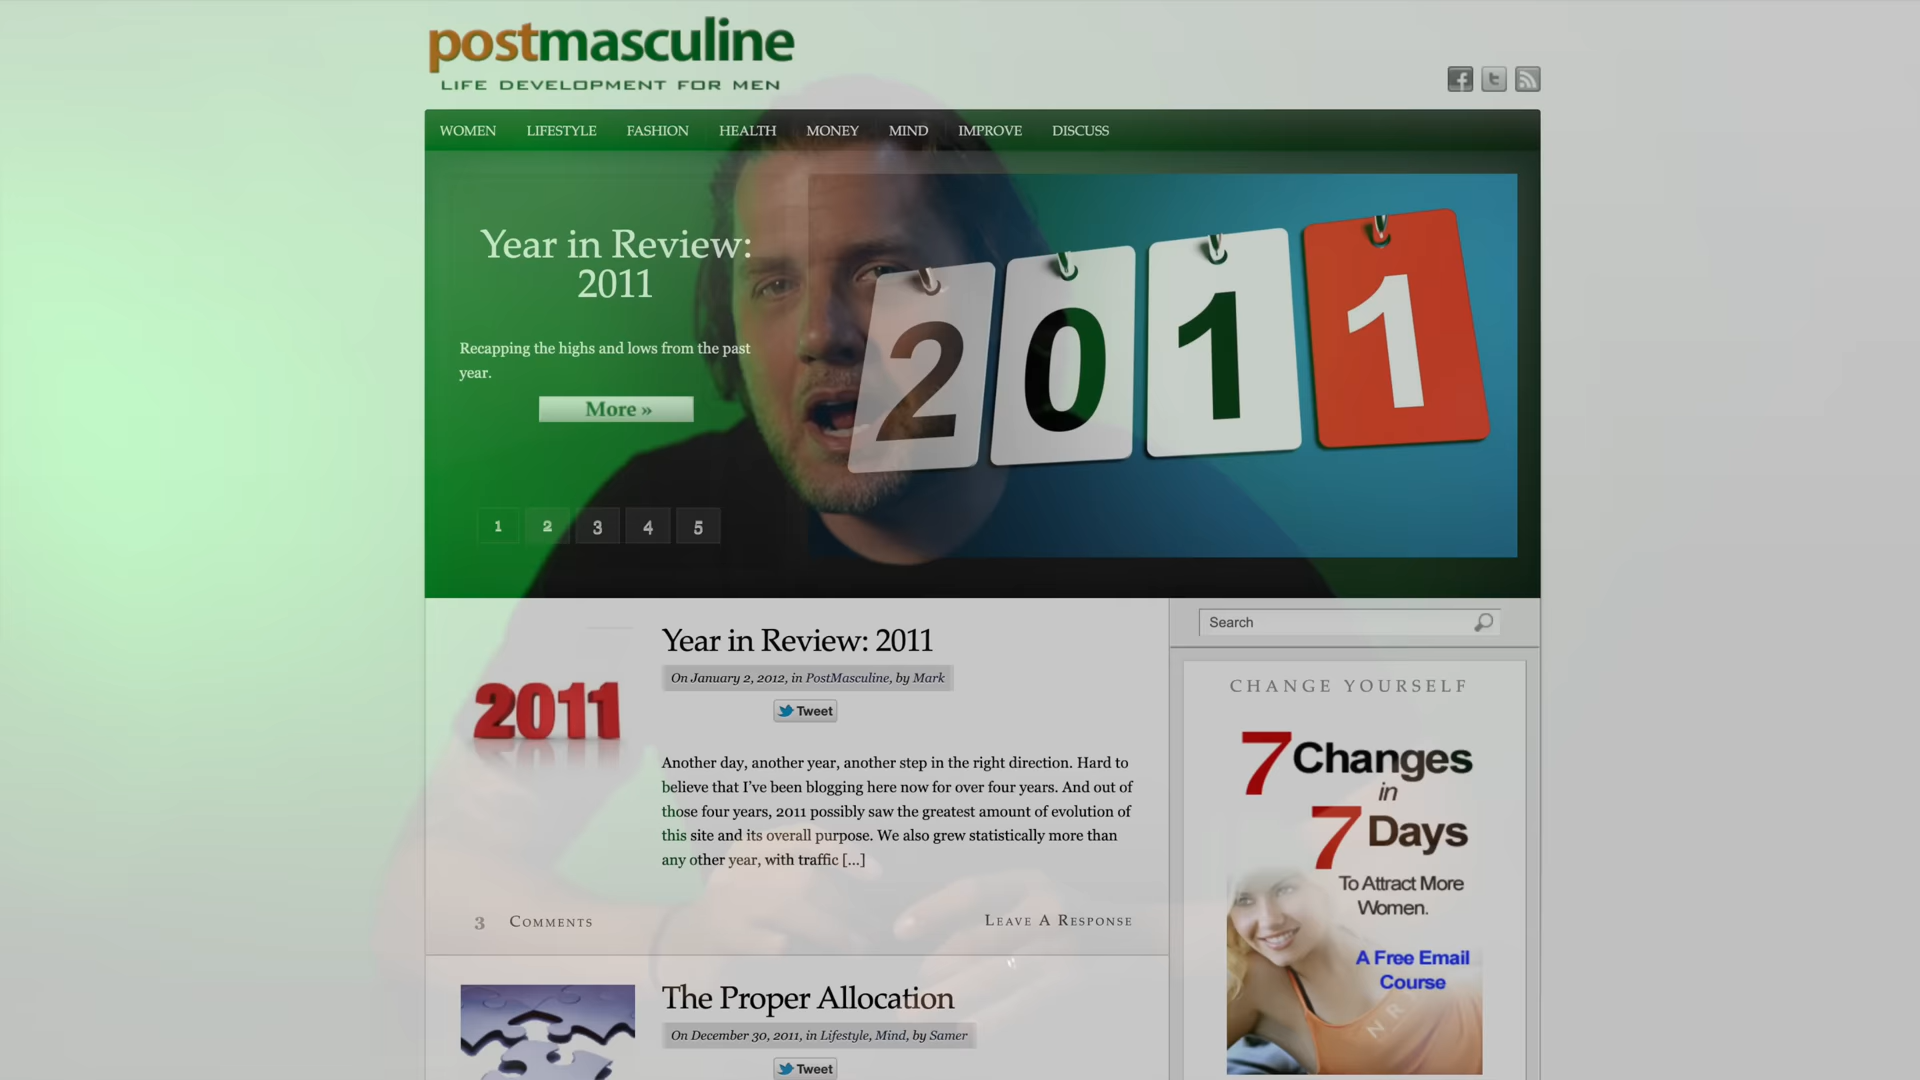 postmasculine
LIFE DEVELOPMENT FOR MEN
WOMEN LIFESTYLE FASHION HEALTH MONEY MIND IMPROVE DISCUSS
Year in Review:
2011
Recapping the highs and lows from the past
year.
More »
1 2 3 4 5
2011
Year in Review: 2011
On January 2, 2012, in PostMasculine, by Mark
Tweet
2011
Another day, another year, another step in the right direction. Hard to
believe that I've been blogging here now for over four years. And out of
those four years, 2011 possibly saw the greatest amount of evolution of
this site and its overall purpose. We also grew statistically more than
any other year, with traffic [...]
3 Comments
Leave A Response
The Proper Allocation
On December 30, 2011, in Lifestyle, Mind, by Samer
Tweet
Search
CHANGE YOURSELF
7 Changes
in
7 Days
To Attract More
Women.
A Free Email
Course
NR